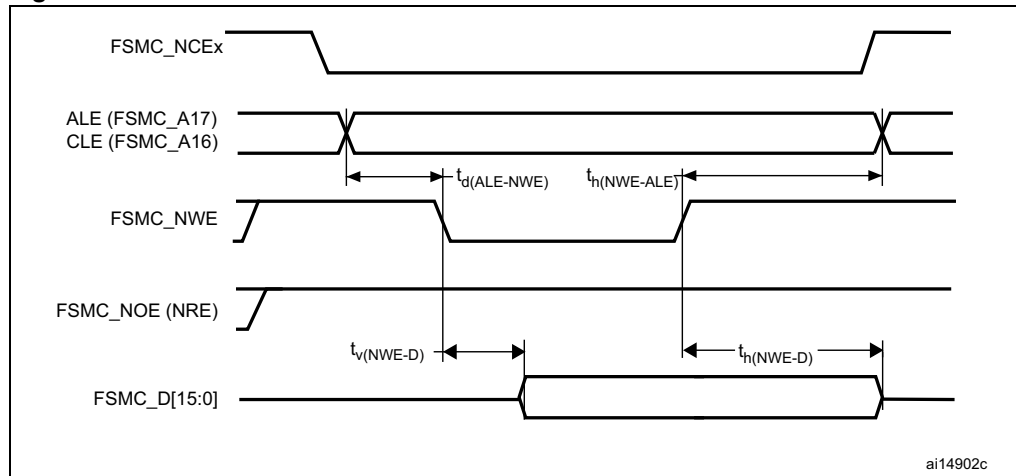 FSMC_NCEx
ALE (FSMC_A17)
CLE (FSMC_A16)
td(ALE-NWE)
th(NWE-ALE)
FSMC_NWE
FSMC_NOE (NRE)
tv(NWE-D)
th(NWE-D)
FSMC_D[15:0]
ai14902c